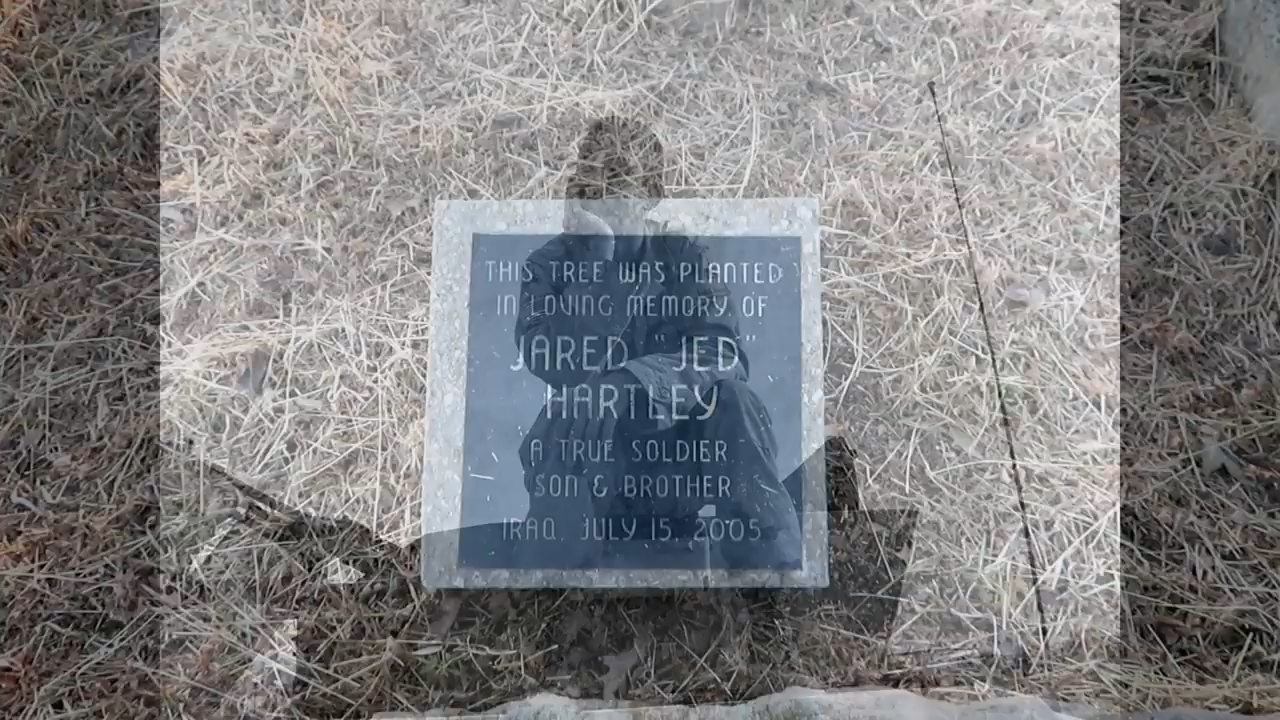 THIS TREE WAS PLANTED
IN LOVING MEMORY OF
JARED "JED"
HARTLEY
A TRUE SOLDIER
SON & BROTHER
IRAQ, JULY 15, 2005